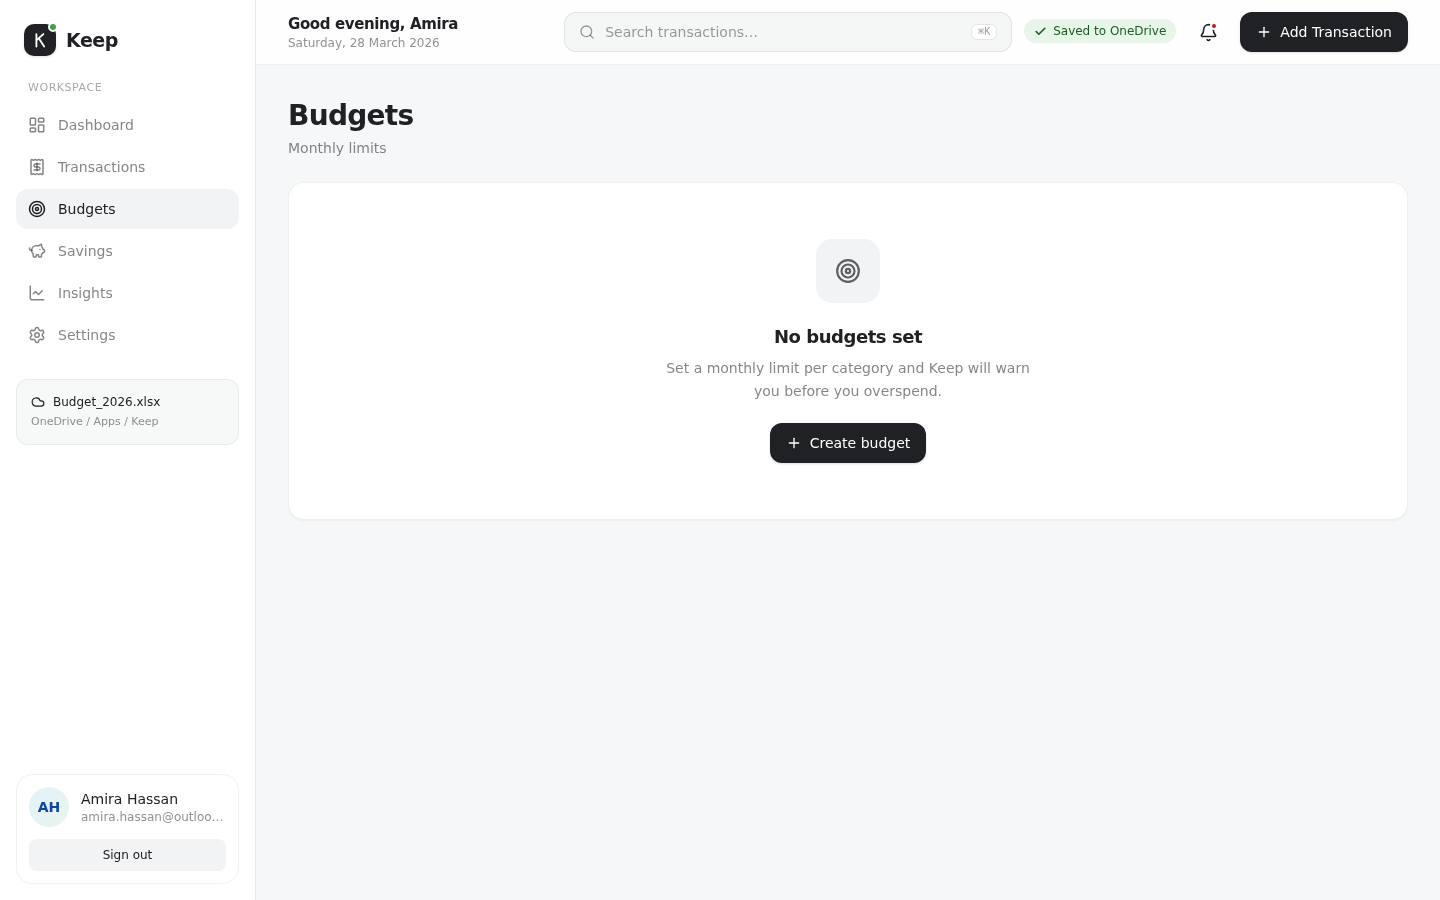 Keep
WORKSPACE
Dashboard
Transactions
Budgets
Savings
Insights
Settings
Budget_2026.xlsx
OneDrive / Apps / Keep
AH
Amira Hassan
amira.hassan@outloo...
Sign out
Good evening, Amira
Saturday, 28 March 2026
Search transactions...
⌘K
Saved to OneDrive
Add Transaction
Budgets
Monthly limits
No budgets set
Set a monthly limit per category and Keep will warn
you before you overspend.
Create budget